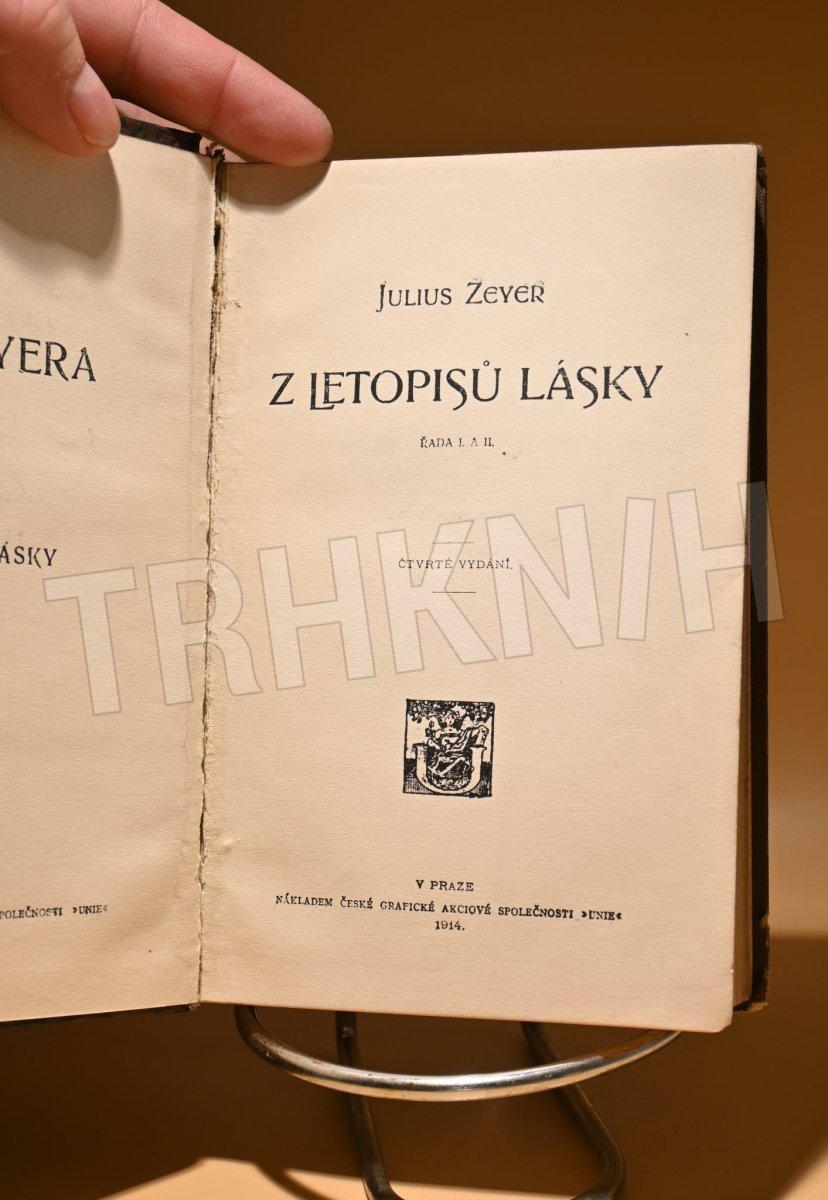 YERA
ÁSKY
POLEČNOSTI »UNIE«
JULIUS ZEYER
Z LETOPISŮ LÁSKY
ŘADA I. A II.
ČTVRTÉ VYDÁNÍ.
V PRAZE
NÁKLADEM ČESKÉ GRAFICKÉ AKCIOVÉ SPOLEČNOSTI »UNIE«
1914.
TRHKNIH